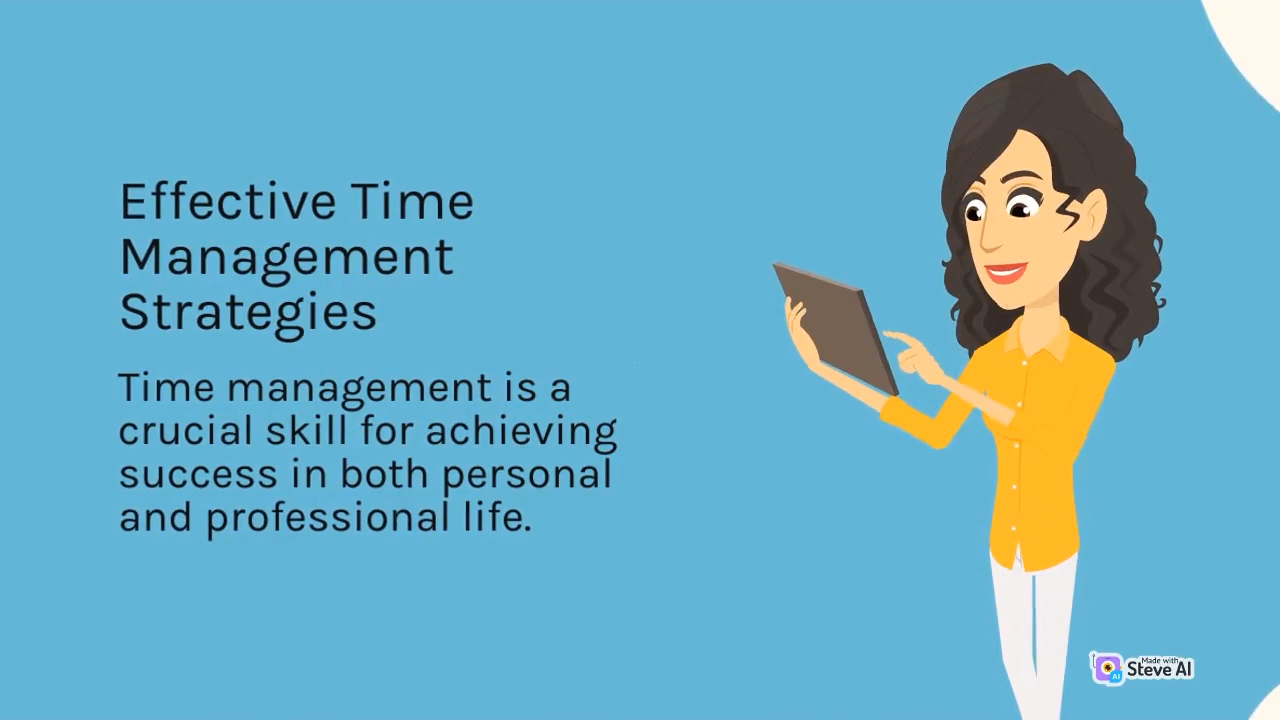 Effective Time
Management
Strategies
Time management is a
crucial skill for achieving
success in both personal
and professional life.
Made with
Steve AI
AI